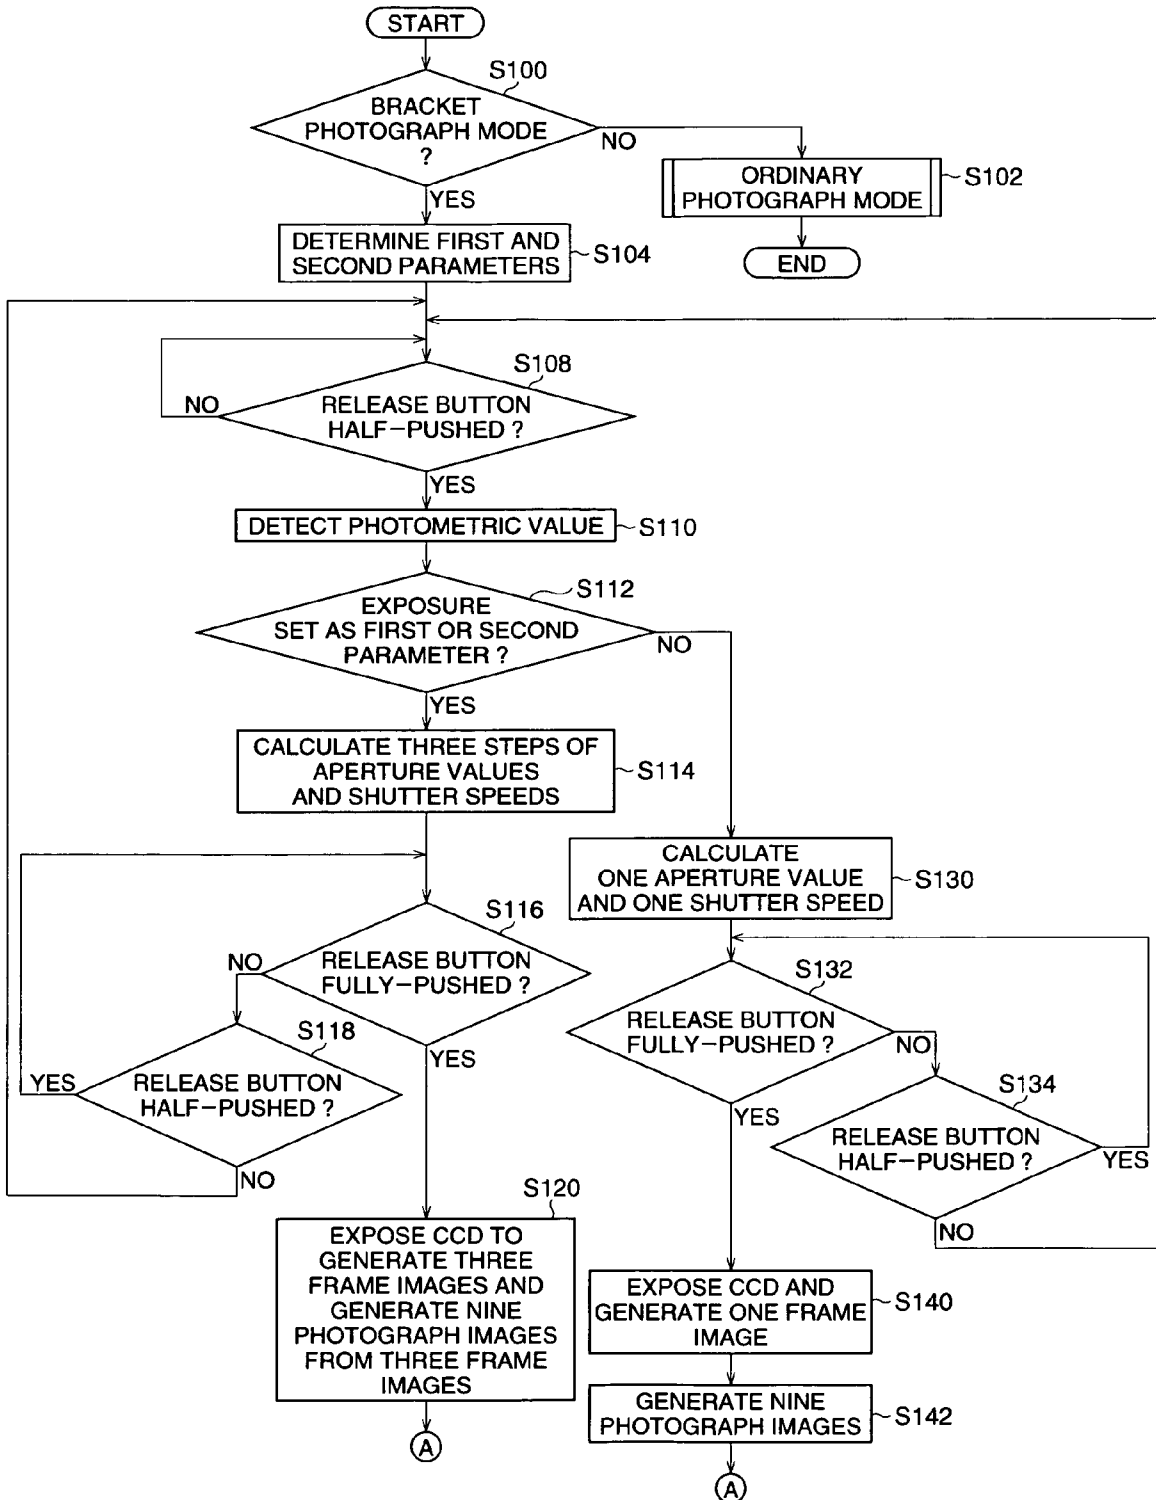 START
S100
BRACKET
PHOTOGRAPH MODE
?
NO
YES
ORDINARY
PHOTOGRAPH MODE
S102
END
DETERMINE FIRST AND
SECOND PARAMETERS
S104
S108
RELEASE BUTTON
HALF-PUSHED ?
NO
YES
DETECT PHOTOMETRIC VALUE
S110
S112
EXPOSURE
SET AS FIRST OR SECOND
PARAMETER ?
NO
YES
CALCULATE THREE STEPS OF
APERTURE VALUES
AND SHUTTER SPEEDS
S114
CALCULATE
ONE APERTURE VALUE
AND ONE SHUTTER SPEED
S130
S116
RELEASE BUTTON
FULLY-PUSHED ?
NO
YES
S118
RELEASE BUTTON
HALF-PUSHED ?
YES
NO
S132
RELEASE BUTTON
FULLY-PUSHED ?
NO
YES
S134
RELEASE BUTTON
HALF-PUSHED ?
YES
NO
S120
EXPOSE CCD TO
GENERATE THREE
FRAME IMAGES AND
GENERATE NINE
PHOTOGRAPH IMAGES
FROM THREE FRAME
IMAGES
A
EXPOSE CCD AND
GENERATE ONE FRAME
IMAGE
S140
GENERATE NINE
PHOTOGRAPH IMAGES
S142
A